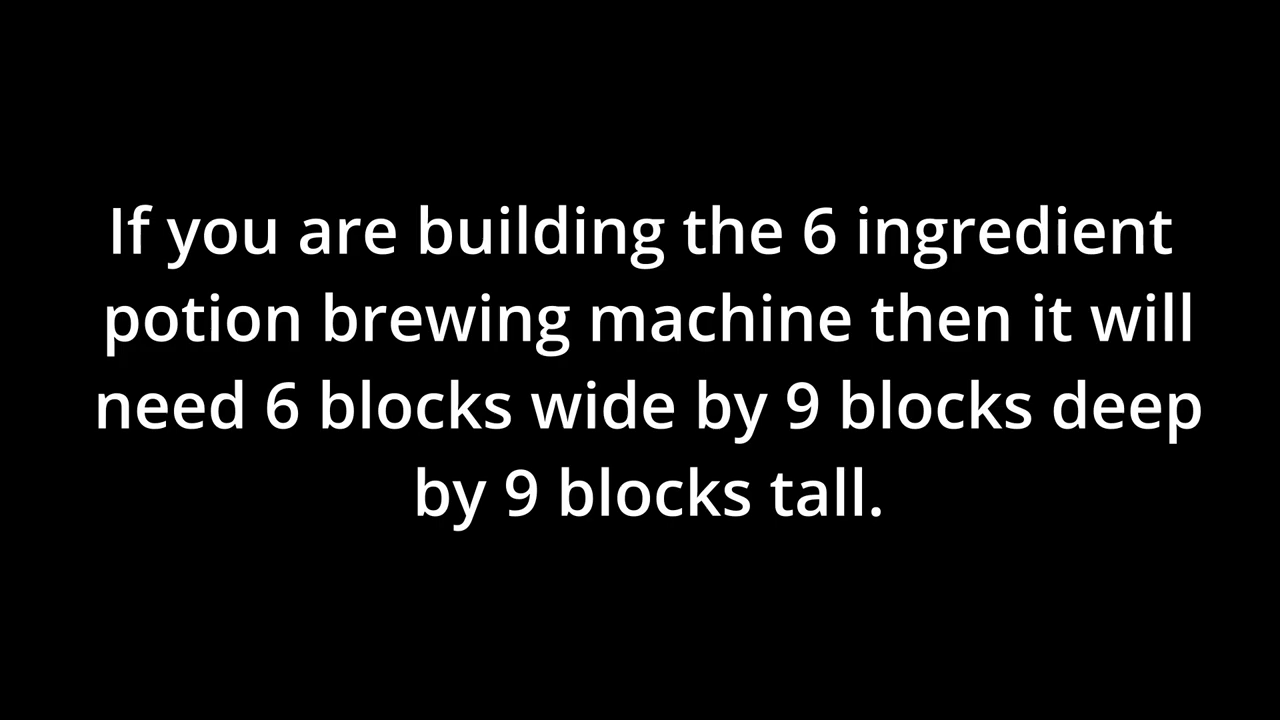 If you are building the 6 ingredient
potion brewing machine then it will
need 6 blocks wide by 9 blocks deep
by 9 blocks tall.